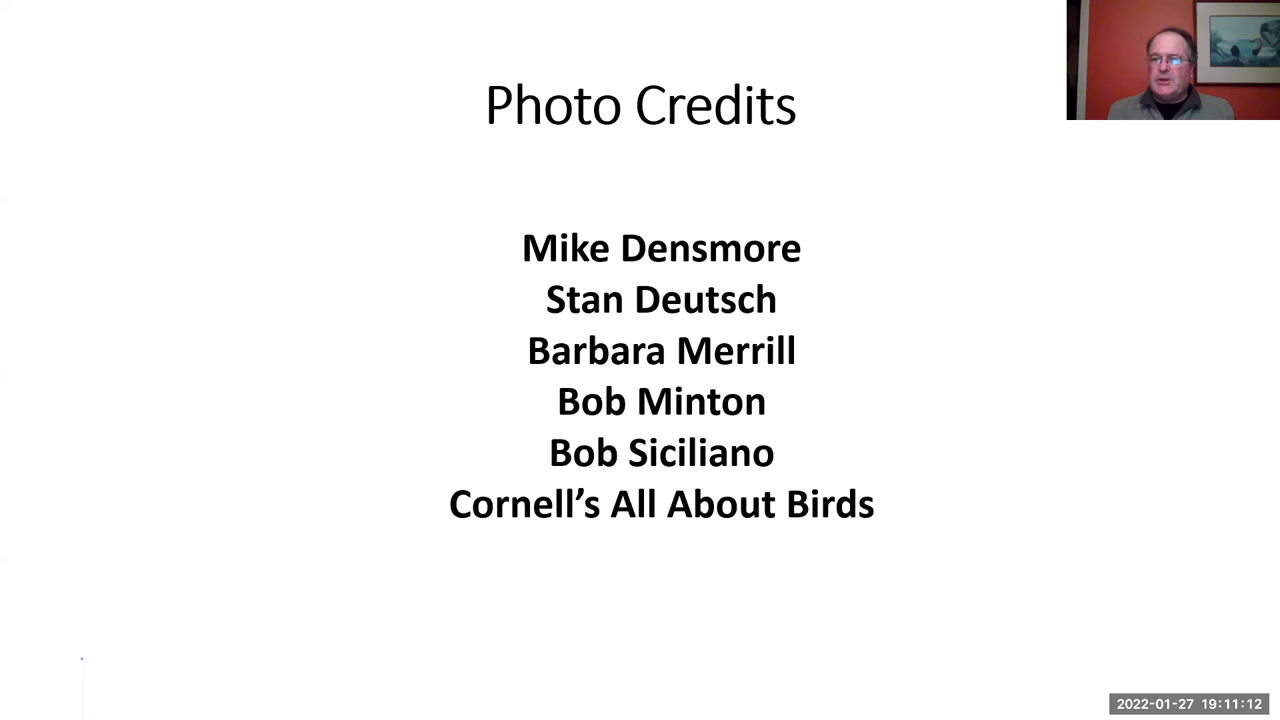 Photo Credits
Mike Densmore
Stan Deutsch
Barbara Merrill
Bob Minton
Bob Siciliano
Cornell’s All About Birds
2022-01-27 19:11:12